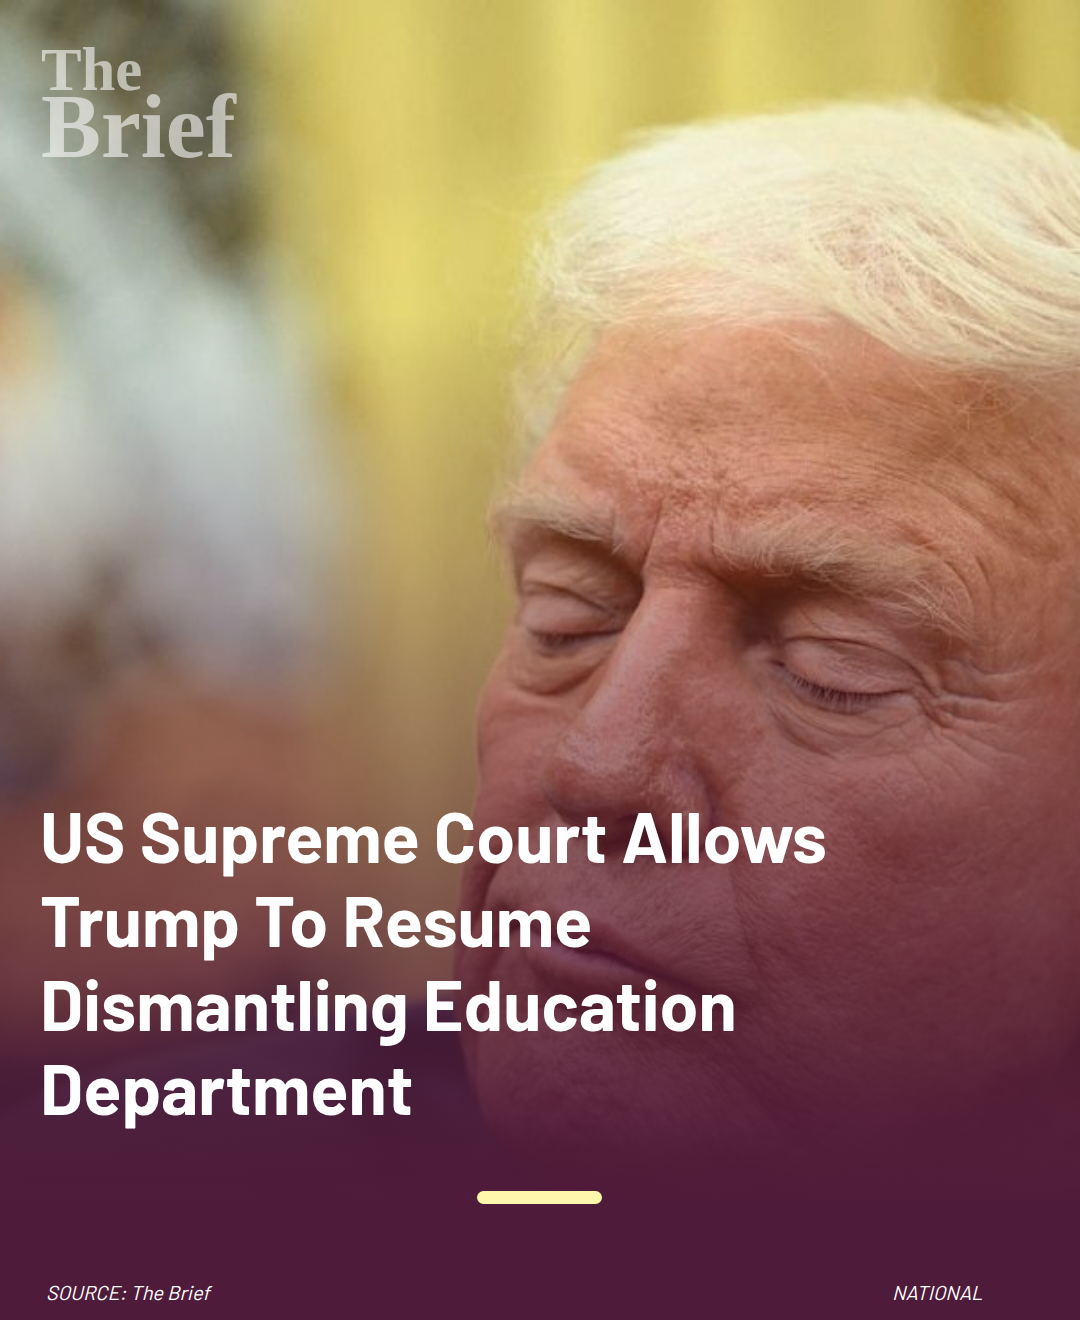 The
Brief
US Supreme Court Allows
Trump To Resume
Dismantling Education
Department
SOURCE: The Brief
NATIONAL